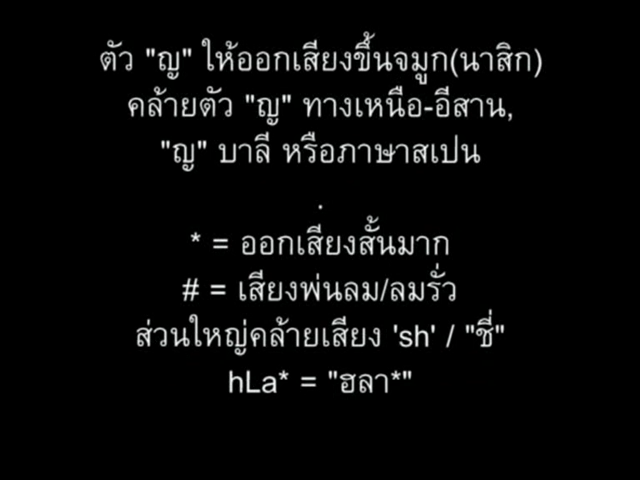 ตัว "ญ" ให้ออกเสียงขึ้นจมูก(นาสิก)
คล้ายตัว "ญ" ทางเหนือ-อีสาน,
"ญ" บาลี หรือภาษาสเปน
.
* = ออกเสี่ยงสั้นมาก
# = เสียงพ่นลม/ลมรั่ว
ส่วนใหญ่คล้ายเสียง 'sh' / "ชี่"
hLa* = "ฮลา*"